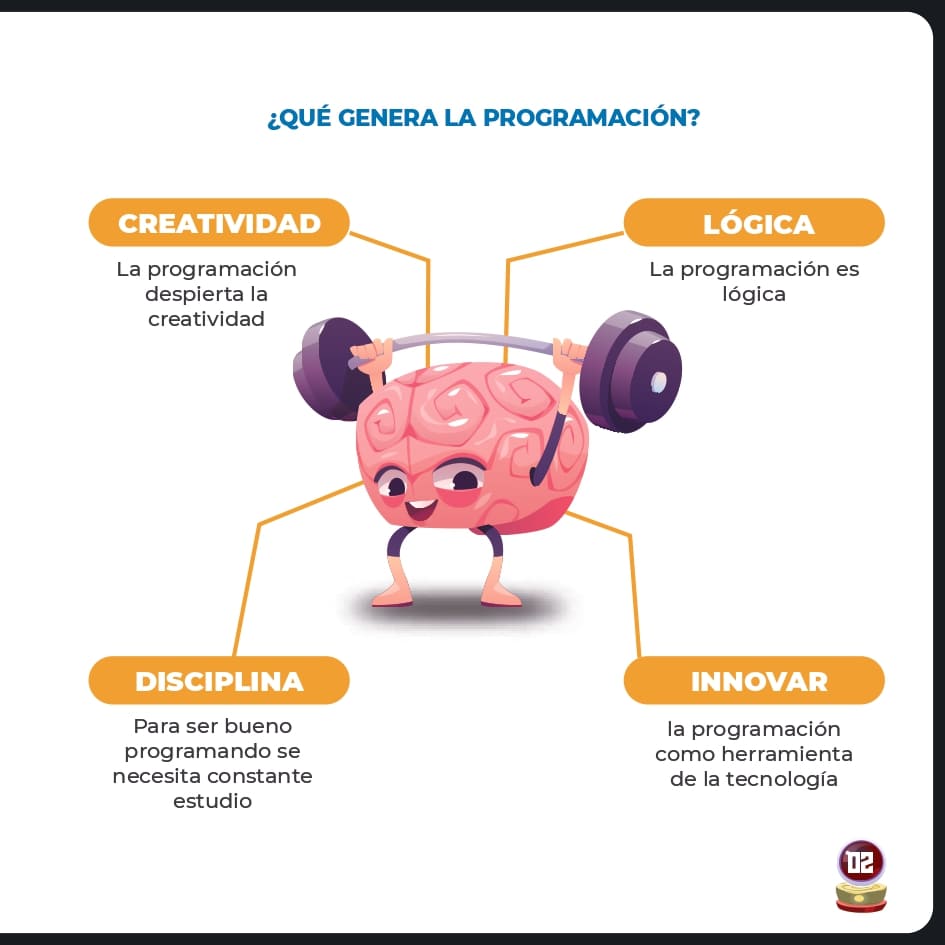 ¿QUÉ GENERA LA PROGRAMACIÓN?
CREATIVIDAD
La programación
despierta la
creatividad
LÓGICA
La programación es
lógica
DISCIPLINA
Para ser bueno
programando se
necesita constante
estudio
INNOVAR
la programación
como herramienta
de la tecnología
02